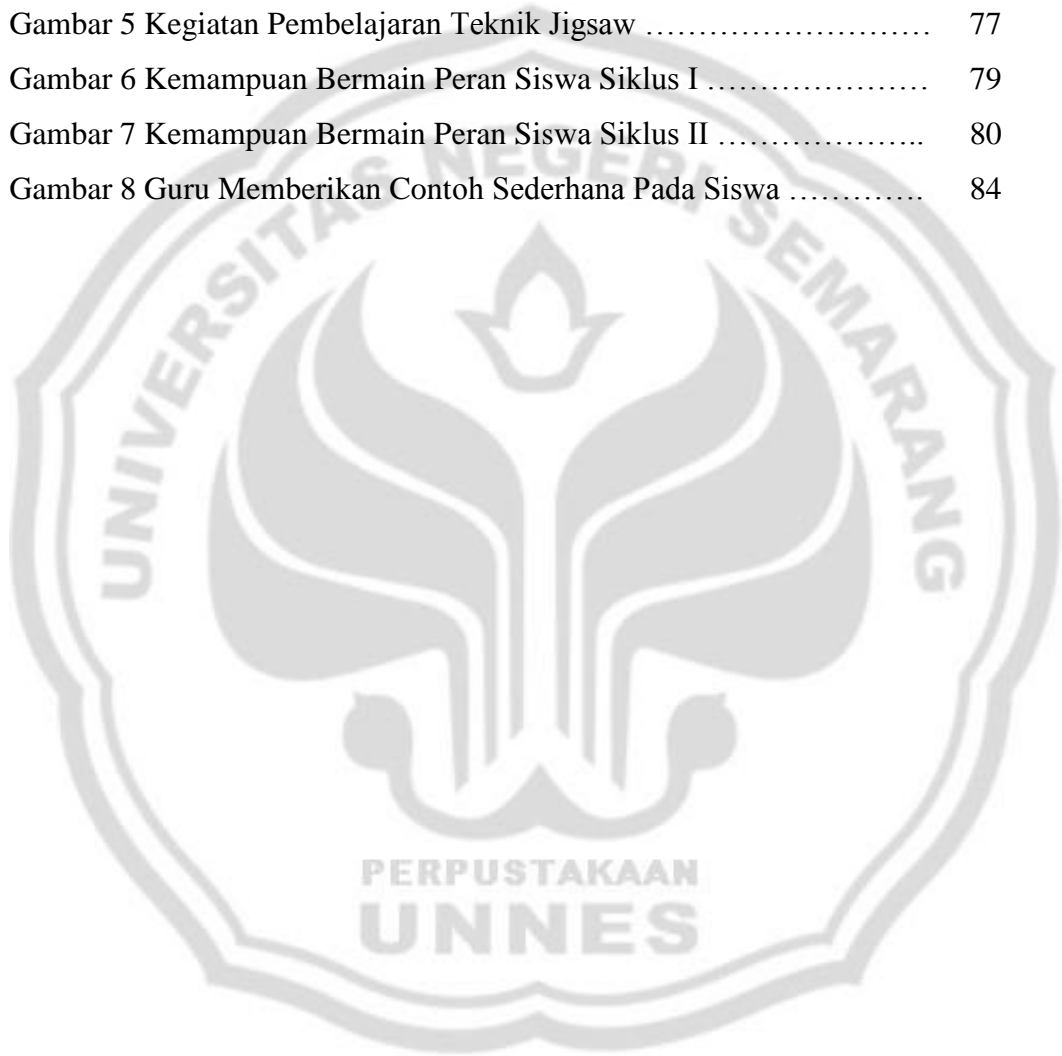 Gambar 5 Kegiatan Pembelajaran Teknik Jigsaw ……………………… 77
Gambar 6 Kemampuan Bermain Peran Siswa Siklus I ………………… 79
Gambar 7 Kemampuan Bermain Peran Siswa Siklus II ……………….. 80
Gambar 8 Guru Memberikan Contoh Sederhana Pada Siswa …………. 84
UNIVERSITAS NEGERI SEMARANG
PERPUSTAKAAN
UNNES